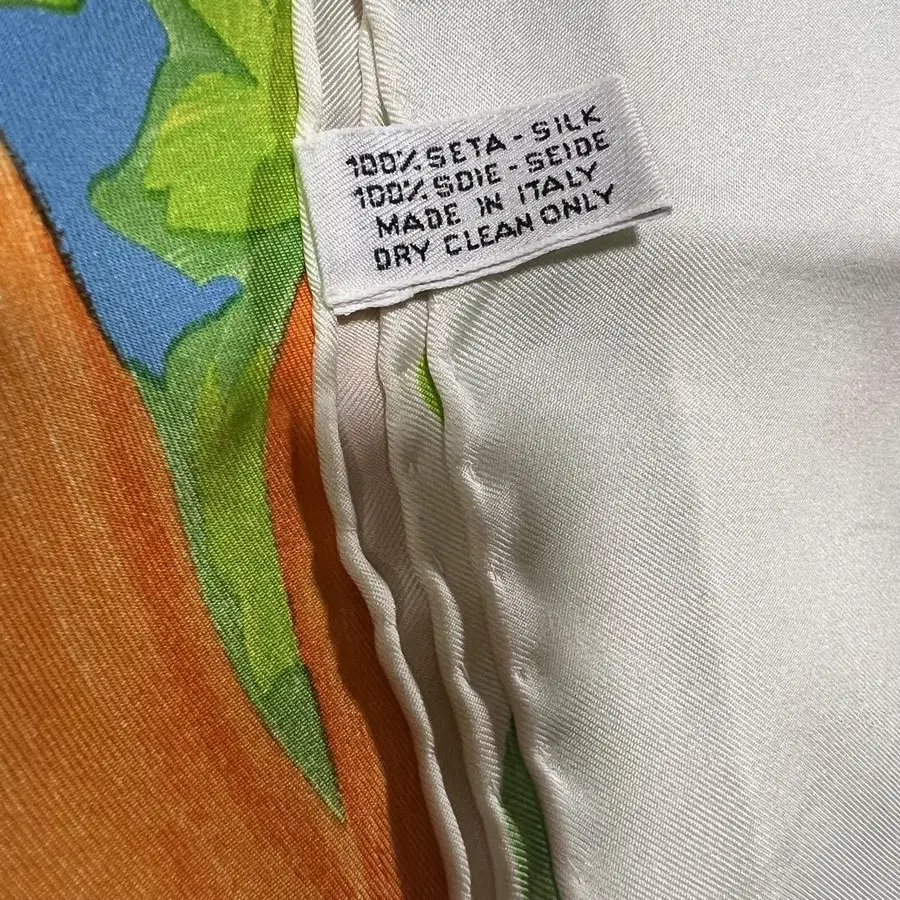 100% SETA - SILK
100% SOIE - SEIDE
MADE IN ITALY
DRY CLEAN ONLY